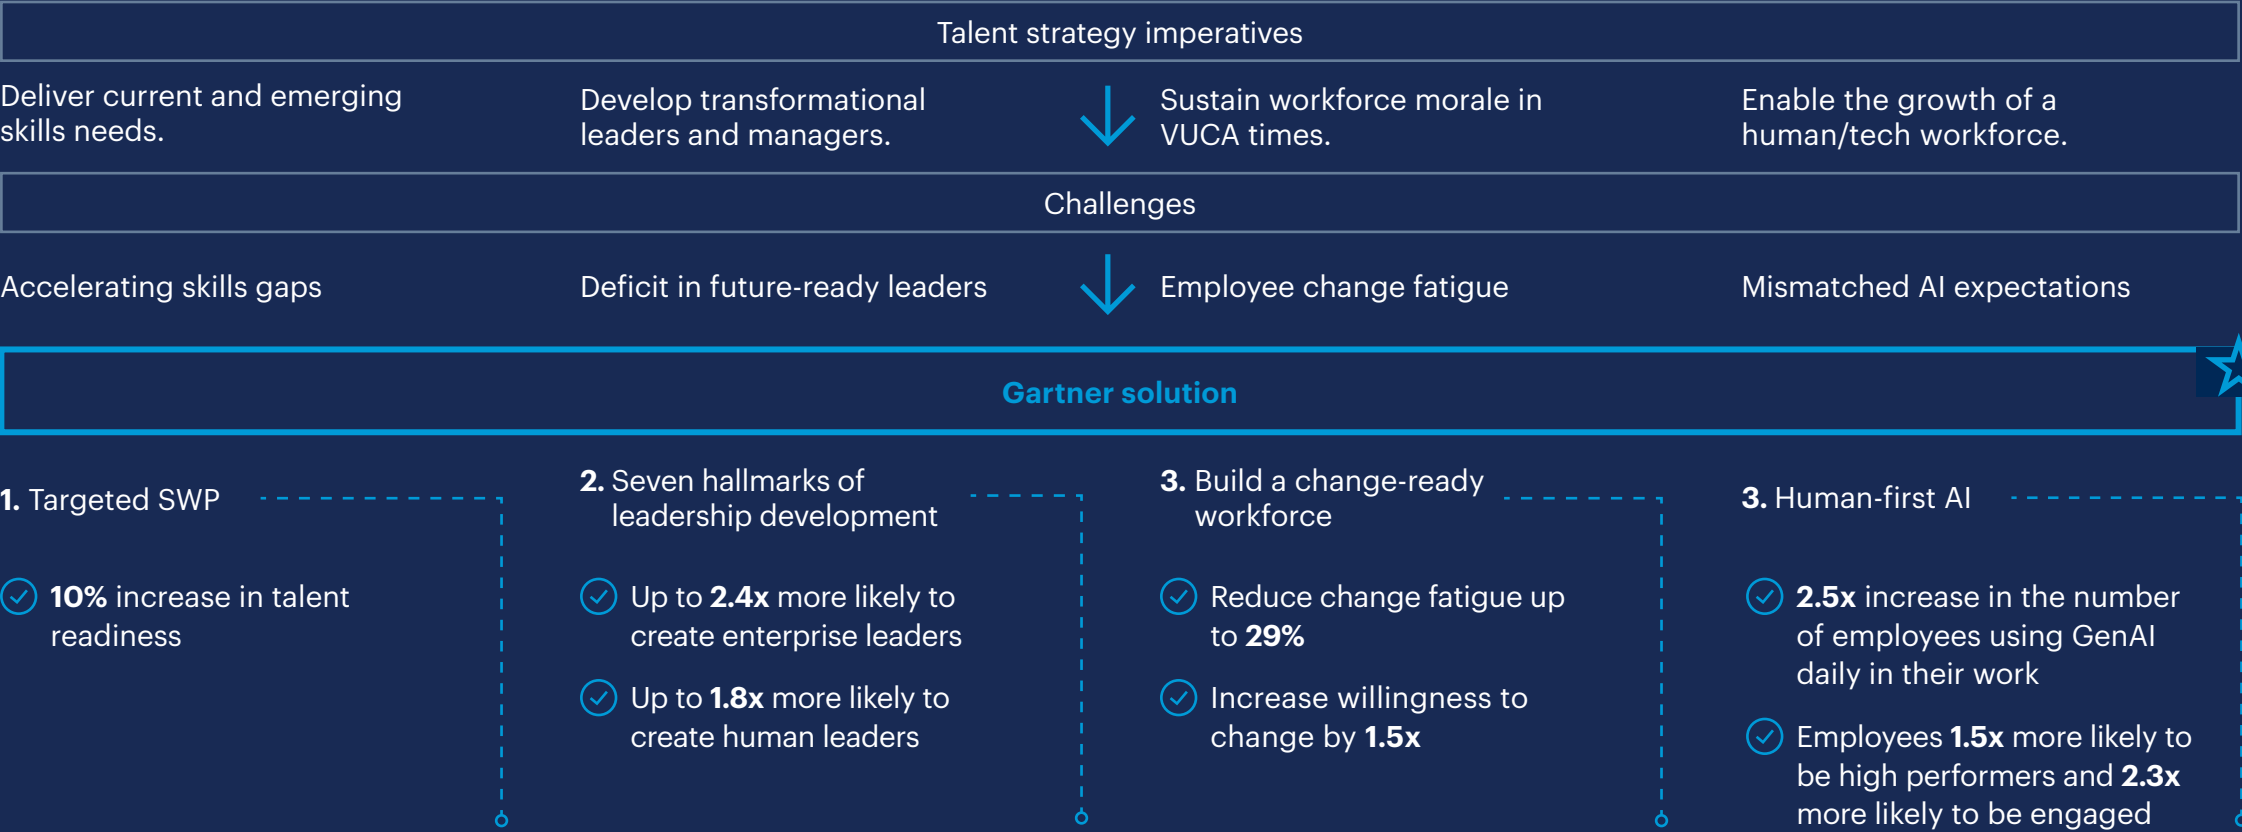 Talent strategy imperatives
Deliver current and emerging
skills needs.
Develop transformational
leaders and managers.
Sustain workforce morale in
VUCA times.
Enable the growth of a
human/tech workforce.
Challenges
Accelerating skills gaps
Deficit in future-ready leaders
Employee change fatigue
Mismatched AI expectations
Gartner solution
1. Targeted SWP
10% increase in talent
readiness
2. Seven hallmarks of
leadership development
Up to 2.4x more likely to
create enterprise leaders
Up to 1.8x more likely to
create human leaders
3. Build a change-ready
workforce
Reduce change fatigue up
to 29%
Increase willingness to
change by 1.5x
3. Human-first AI
2.5x increase in the number
of employees using GenAI
daily in their work
Employees 1.5x more likely to
be high performers and 2.3x
more likely to be engaged